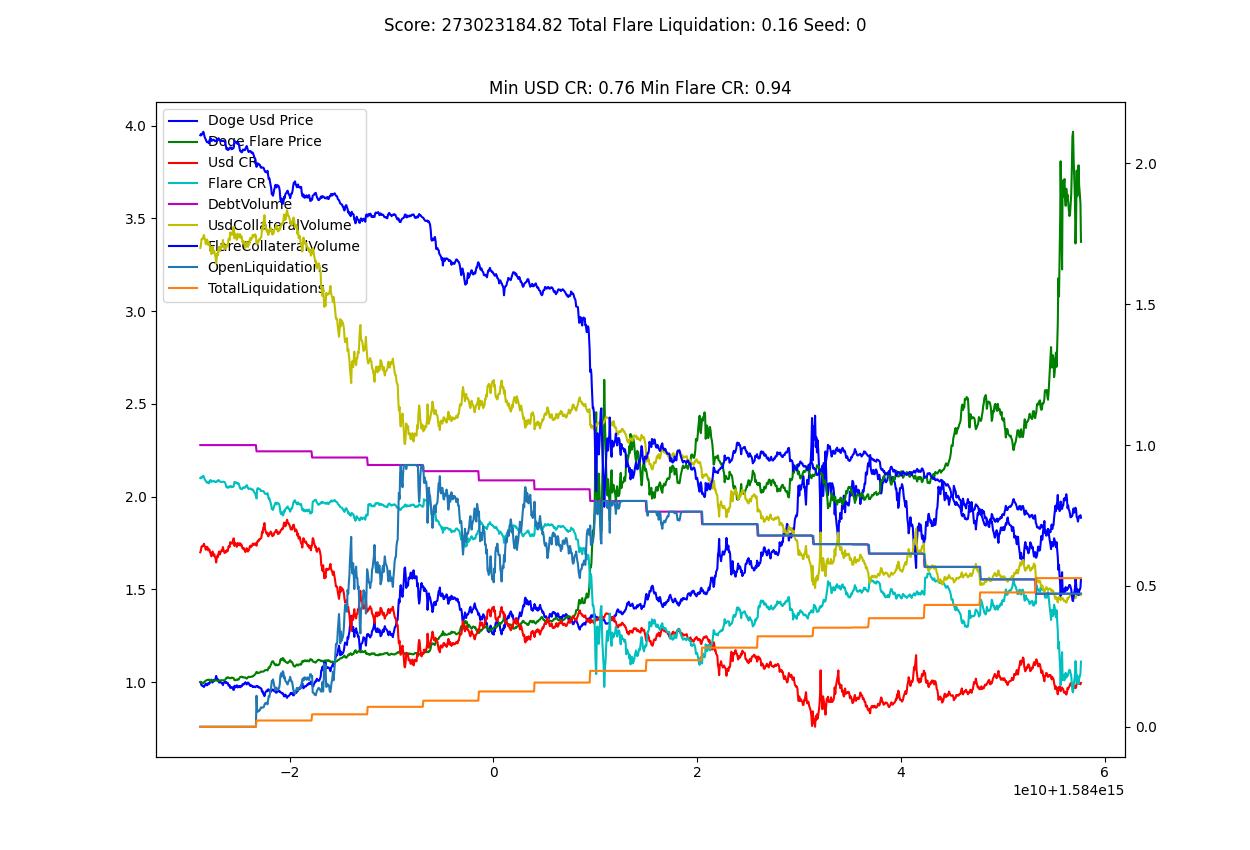 Score: 273023184.82 Total Flare Liquidation: 0.16 Seed: 0
Min USD CR: 0.76 Min Flare CR: 0.94
Doge Usd Price
Doge Flare Price
Usd CR
Flare CR
DebtVolume
UsdCollateralVolume
FlareCollateralVolume
OpenLiquidations
TotalLiquidations
4.0
3.5
3.0
2.5
2.0
1.5
1.0
2.0
1.5
1.0
0.5
0.0
−2
0
2
4
6
1e10+1.584e15